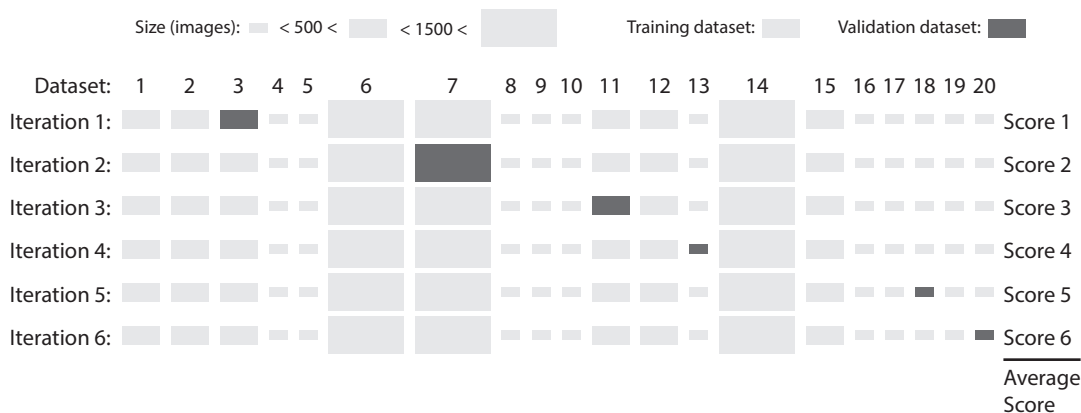 Size (images): < 500 < < 1500 < Training dataset: Validation dataset:
Dataset: 1 2 3 4 5 6 7 8 9 10 11 12 13 14 15 16 17 18 19 20
Iteration 1: Score 1
Iteration 2: Score 2
Iteration 3: Score 3
Iteration 4: Score 4
Iteration 5: Score 5
Iteration 6: Score 6
Average
Score